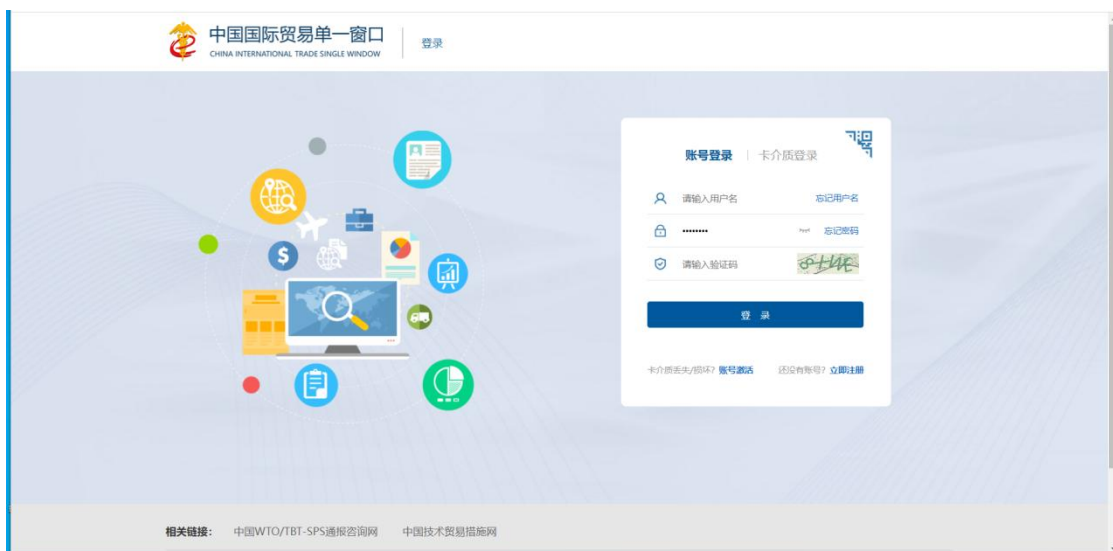 中国国际贸易单一窗口
CHINA INTERNATIONAL TRADE SINGLE WINDOW
登录
账号登录
卡介质登录
请输入用户名 忘记用户名
•••••••• 忘记密码
请输入验证码
登 录
卡介质丢失/损坏? 账号激活 还没有账号? 立即注册
相关链接: 中国WTO/TBT-SPS通报咨询网 中国技术贸易措施网